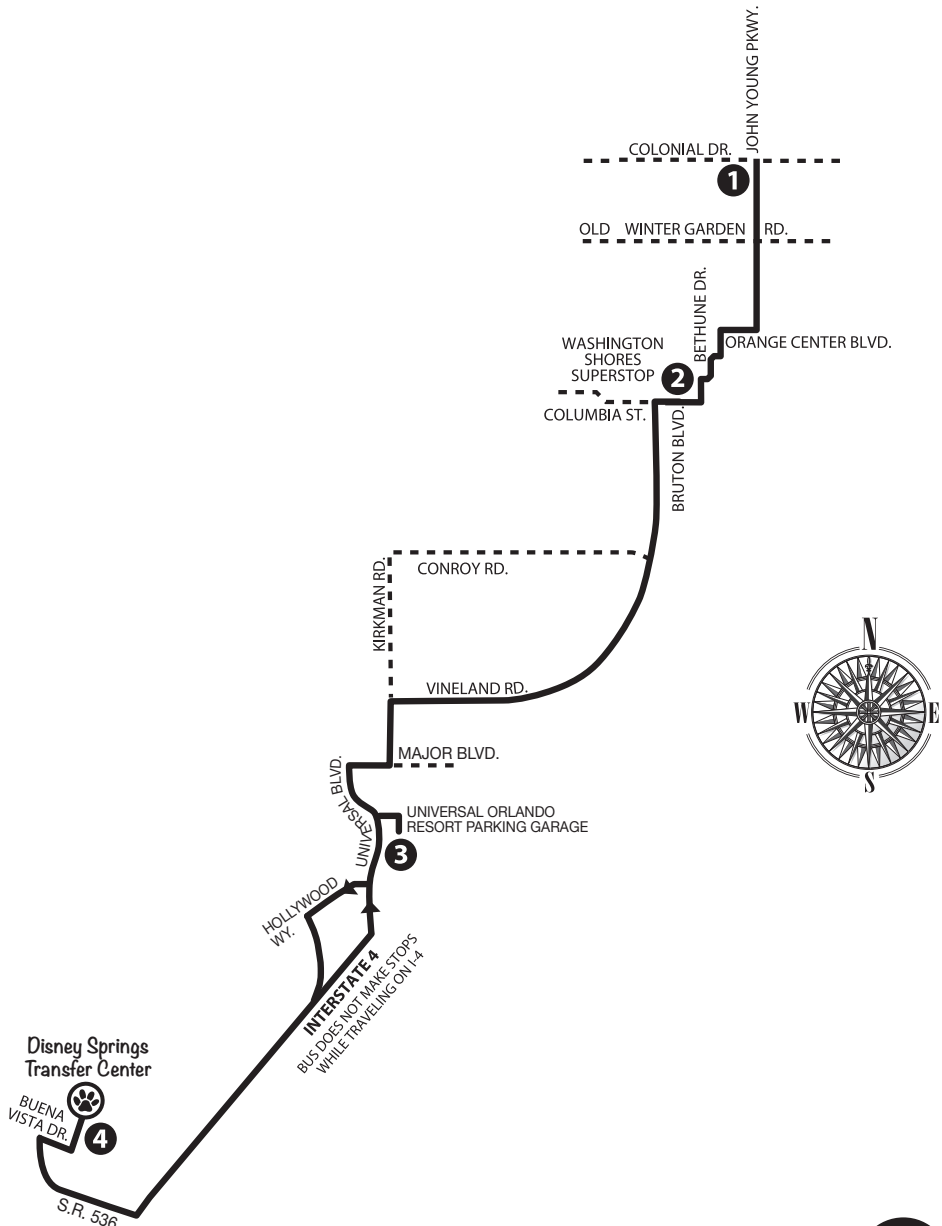 JOHN YOUNG PKWY.
COLONIAL DR.
1
OLD WINTER GARDEN RD.
BETHUNE DR.
ORANGE CENTER BLVD.
WASHINGTON
SHORES
SUPERSTOP
2
COLUMBIA ST.
BRUTON BLVD.
KIRKMAN RD.
CONROY RD.
N
W
E
S
VINELAND RD.
MAJOR BLVD.
UNIVERSAL BLVD.
UNIVERSAL ORLANDO
RESORT PARKING GARAGE
3
HOLLYWOOD
WY.
INTERSTATE 4
BUS DOES NOT MAKE STOPS
WHILE TRAVELING ON I-4
Disney Springs
Transfer Center
BUENA
VISTA DR.
4
S.R. 536